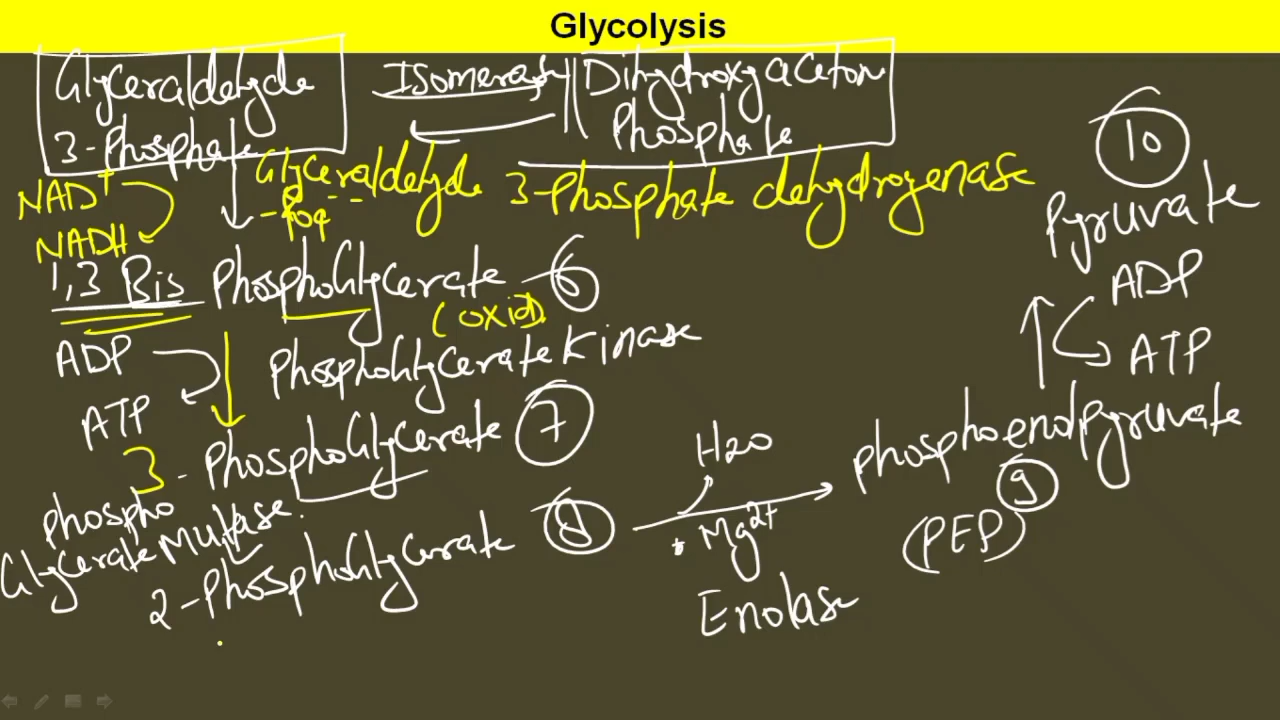 Glycolysis
Glyceraldehyde
3-Phosphate
Isomerase
Dihydroxyaceton
Phosphate
NAD+
NADH
Glyceraldehyde 3-Phosphate dehydrogenase
1,3 Bis PhosphoGlycerate 6
(oxid)
ADP
ATP
PhosphoGlycerate Kinase
3-PhosphoGlycerate 7
Phospho
Glycerate Mutase
2-PhosphoGlycerate 8
H2O
+ Mg2+
Enolase
phosphoenolpyruvate
9
(PEP)
ADP
ATP
Pyruvate
10